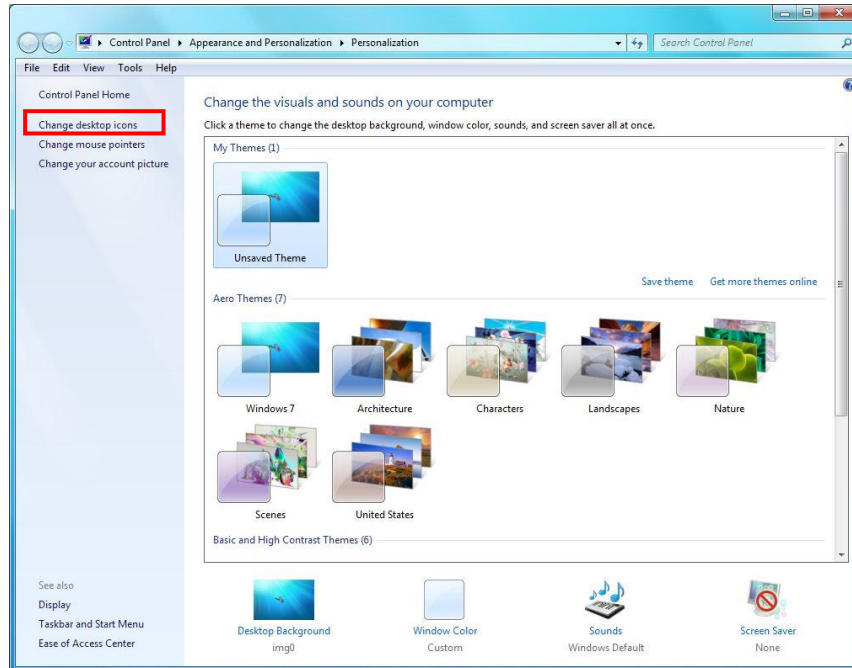 Control Panel ▸ Appearance and Personalization ▸ Personalization
Search Control Panel
File Edit View Tools Help
Control Panel Home
Change desktop icons
Change mouse pointers
Change your account picture
Change the visuals and sounds on your computer
Click a theme to change the desktop background, window color, sounds, and screen saver all at once.
My Themes (1)
Unsaved Theme
Save theme Get more themes online
Aero Themes (7)
Windows 7 Architecture Characters Landscapes Nature
Scenes United States
Basic and High Contrast Themes (6)
See also
Display
Taskbar and Start Menu
Ease of Access Center
Desktop Background Window Color Sounds Screen Saver
img0 Custom Windows Default None